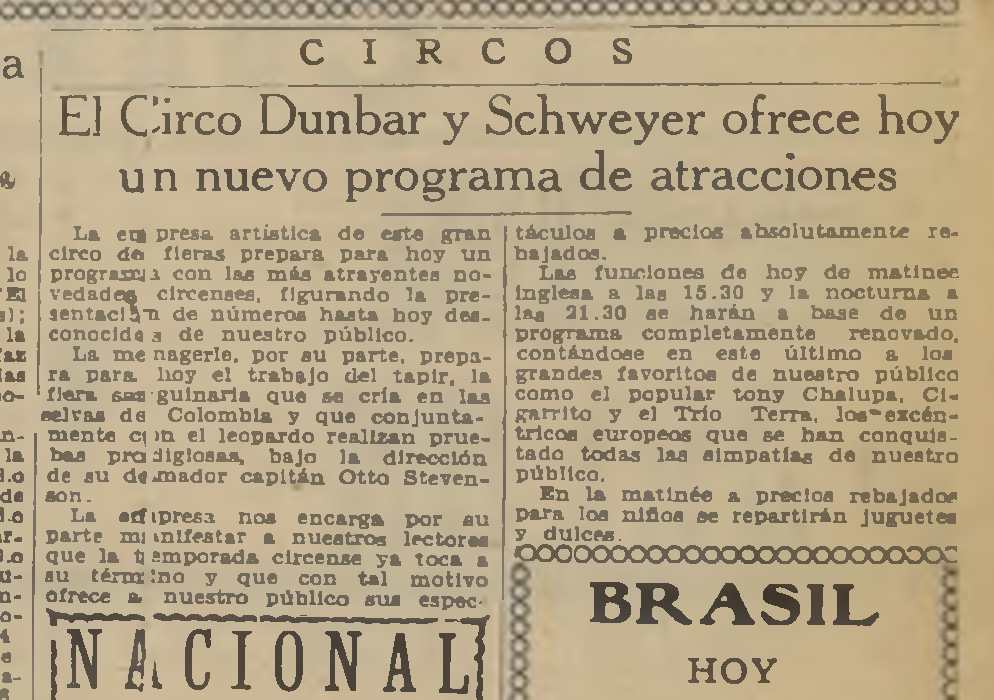 CIRCOS
El Circo Dunbar y Schweyer ofrece hoy
un nuevo programa de atracciones
La empresa artística de este gran
circo de fieras prepara para hoy un
programa con las más atrayentes no-
vedades circenses, figurando la pre-
sentación de números hasta hoy des-
conocidos de nuestro público.
La menagerie, por su parte, prepa-
ra para hoy el trabajo del tapir, la
fiera sanguinaria que se cría en las
selvas de Colombia y que conjunta-
mente con el leopardo realizan prue-
bas prodigiosas, bajo la dirección
de su domador capitán Otto Steven-
son.
La empresa nos encarga por su
parte manifestar a nuestros lectores
que la temporada circense ya toca a
su término y que con tal motivo
ofrece a nuestro público sus espec-
táculos a precios absolutamente re-
bajados.
Las funciones de hoy de matinee
inglesa a las 15.30 y la nocturna a
las 21.30 se harán a base de un
programa completamente renovado,
contándose en este último a los
grandes favoritos de nuestro público
como el popular tony Chalupa, Ci-
garrito y el Trío Terra, los excén-
tricos europeos que se han conquis-
tado todas las simpatías de nuestro
público.
En la matinée a precios rebajados
para los niños se repartirán juguetes
y dulces.
NACIONAL
BRASIL
HOY